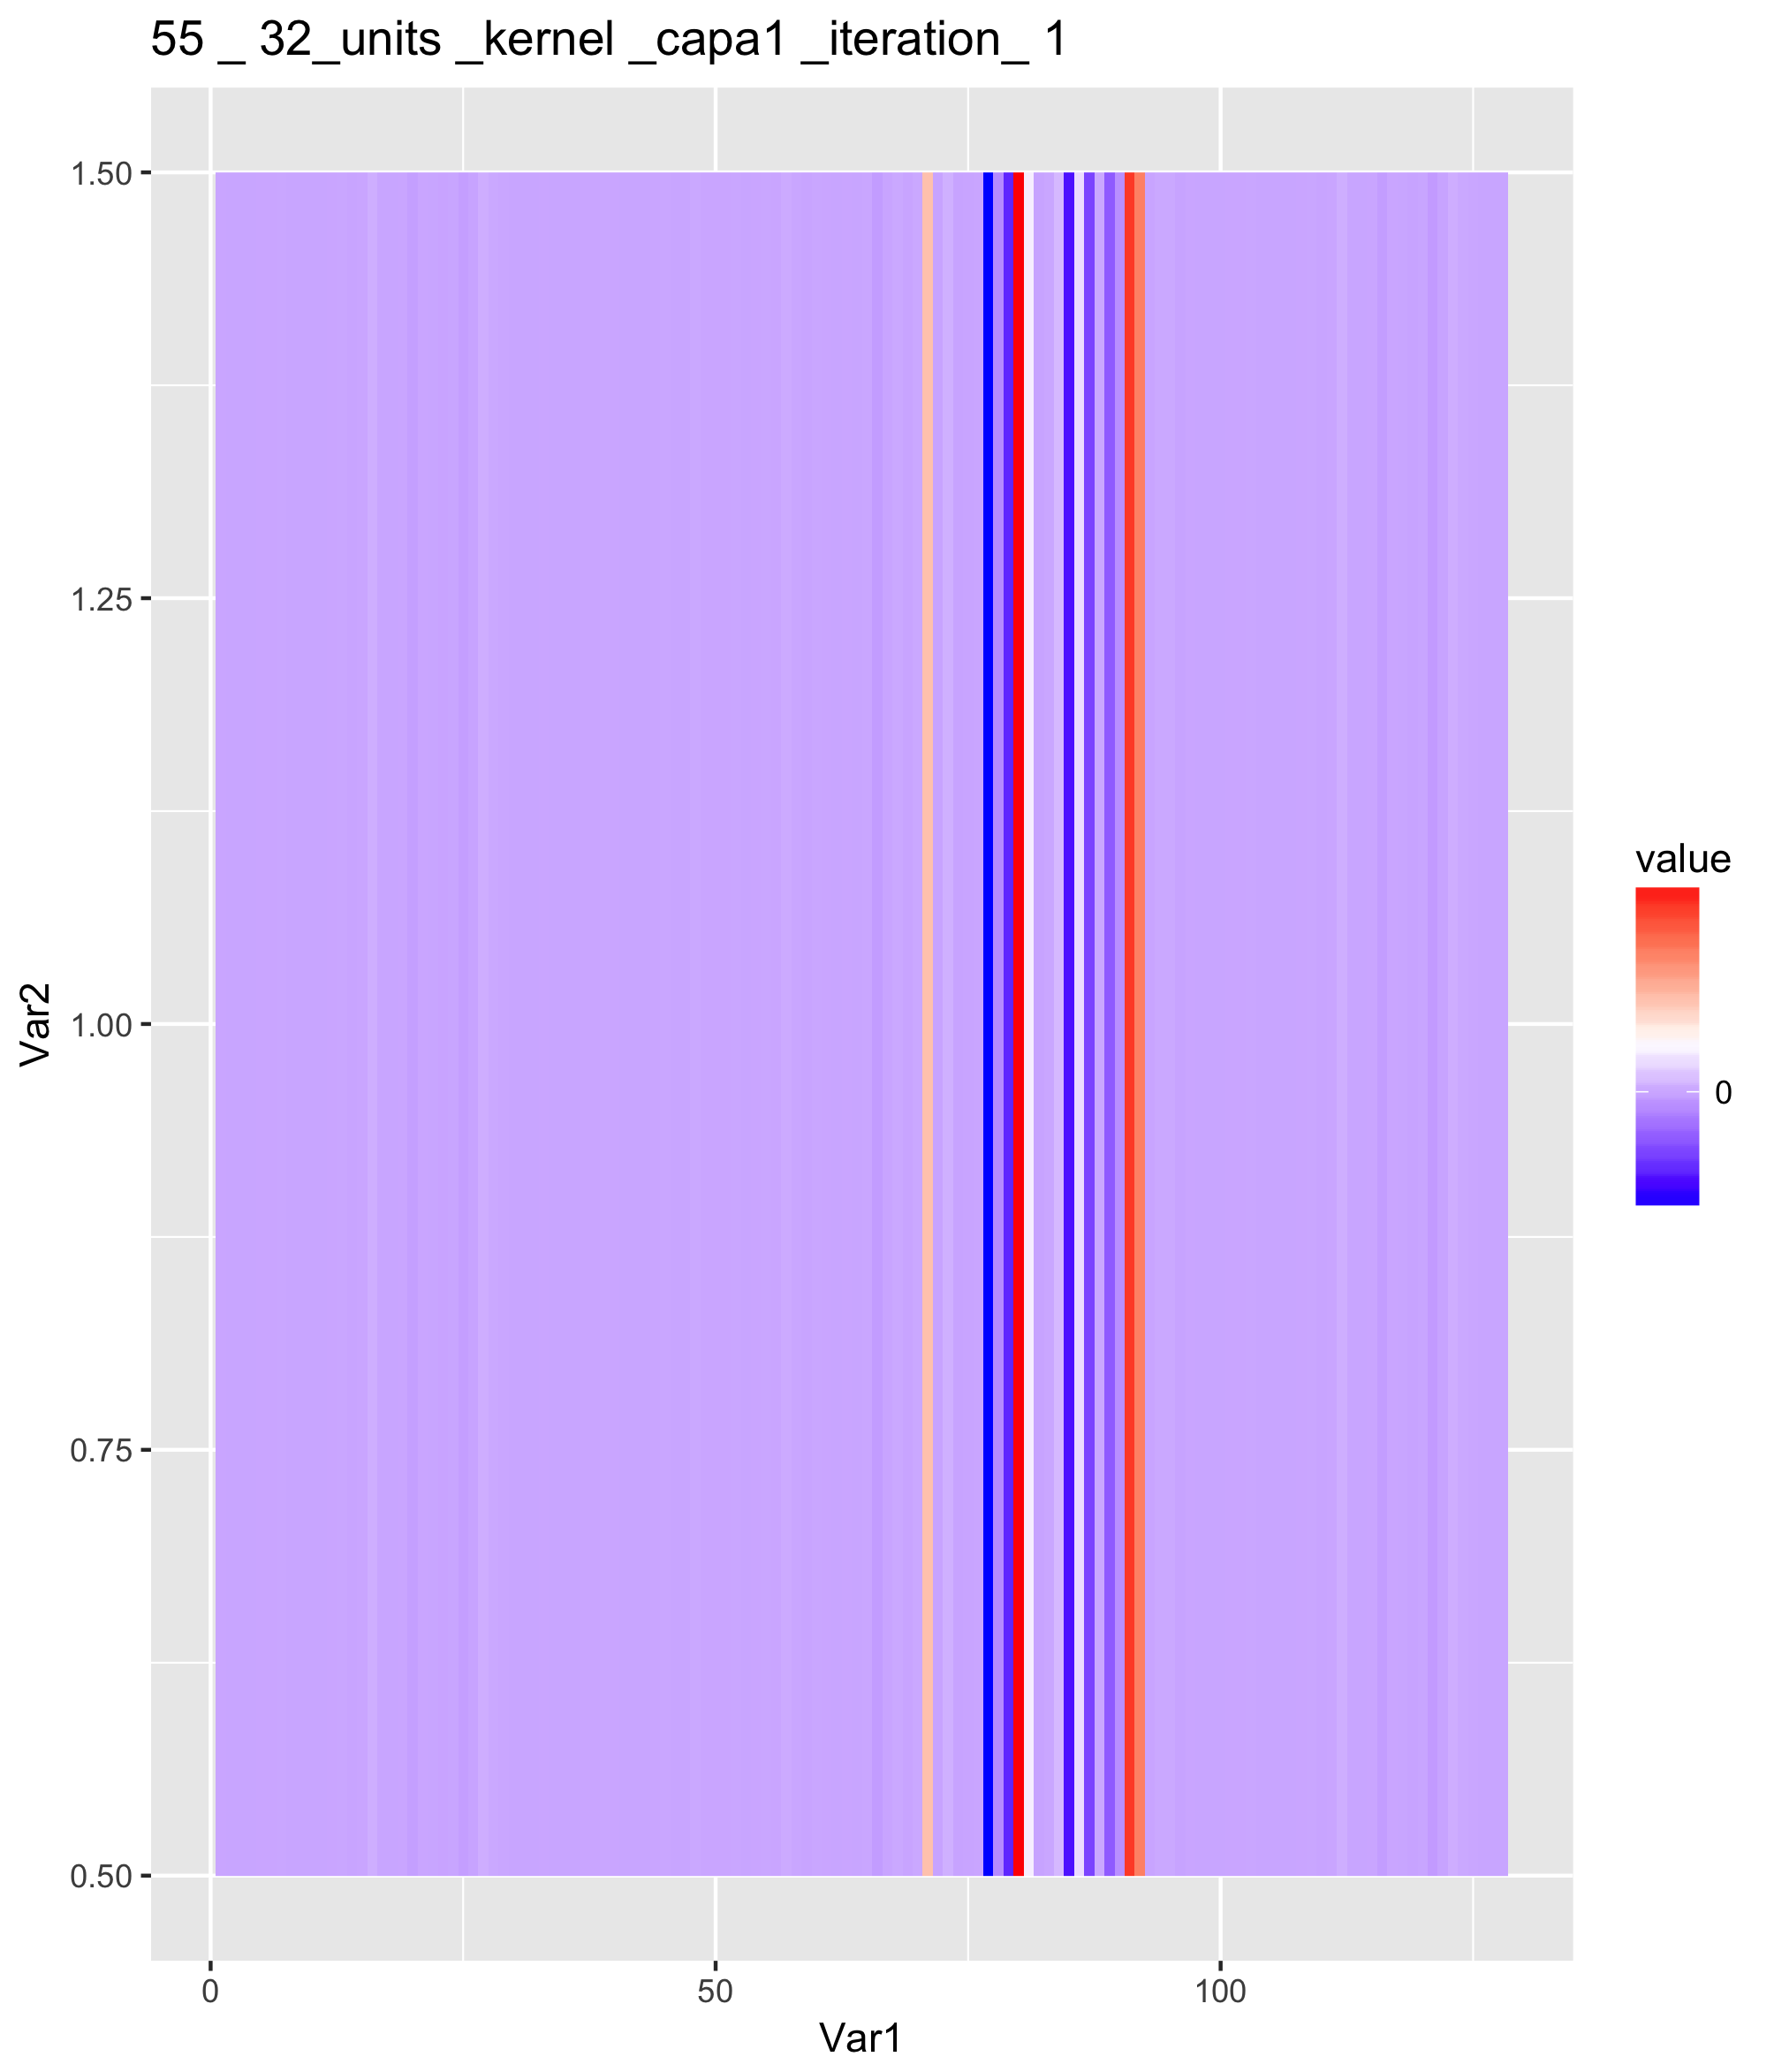 55 _ 32_units _kernel _capa1 _iteration_ 1
1.50
1.25
1.00
0.75
0.50
Var2
0
50
100
Var1
value
0